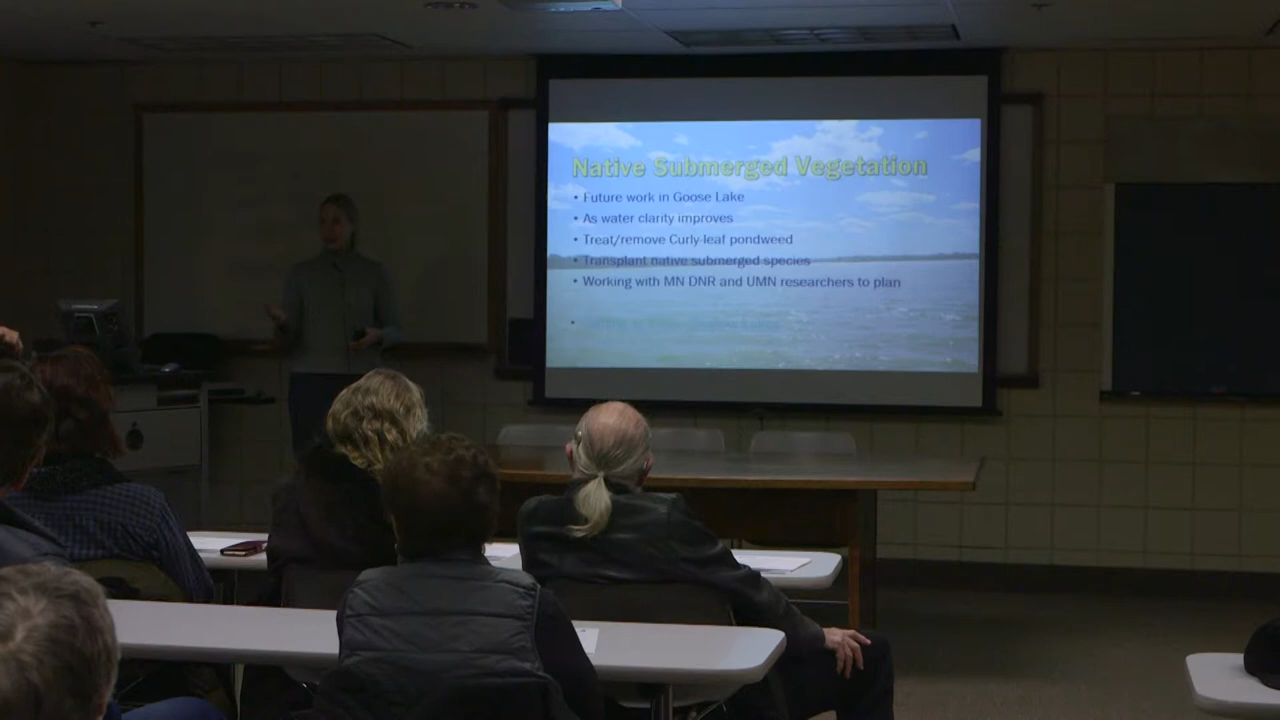 Native Submerged Vegetation
• Future work in Goose Lake
• As water clarity improves
• Treat/remove Curly-leaf pondweed
• Transplant native submerged species
• Working with MN DNR and UMN researchers to plan